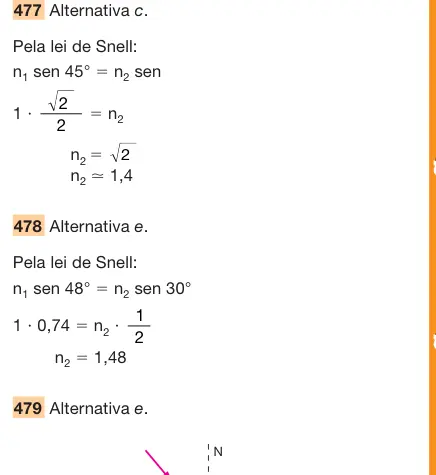 477 Alternativa c.
Pela lei de Snell:
n₁ sen 45° = n₂ sen
1 · √2/2 = n₂
n₂ = √2
n₂ ≃ 1,4
478 Alternativa e.
Pela lei de Snell:
n₁ sen 48° = n₂ sen 30°
1 · 0,74 = n₂ · 1/2
n₂ = 1,48
479 Alternativa e.
N